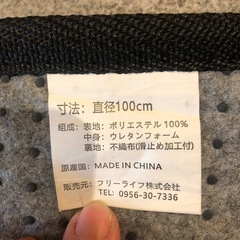 寸法：直径100cm
組成：表地：ポリエステル100%
中身：ウレタンフォーム
裏地：不織布(滑止め加工付)
原産国：MADE IN CHINA
販売元：フリーライフ株式会社
TEL 0956-30-7336